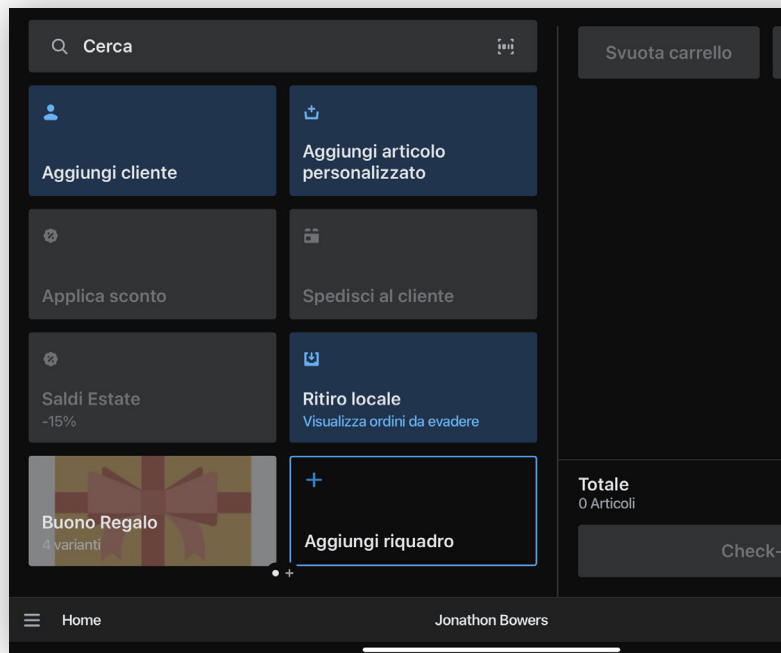 Cerca
Svuota carrello
Aggiungi cliente
Aggiungi articolo
personalizzato
Applica sconto
Spedisci al cliente
Saldi Estate
-15%
Ritiro locale
Visualizza ordini da evadere
Buono Regalo
4 varianti
Aggiungi riquadro
Totale
0 Articoli
Check-
Home
Jonathon Bowers